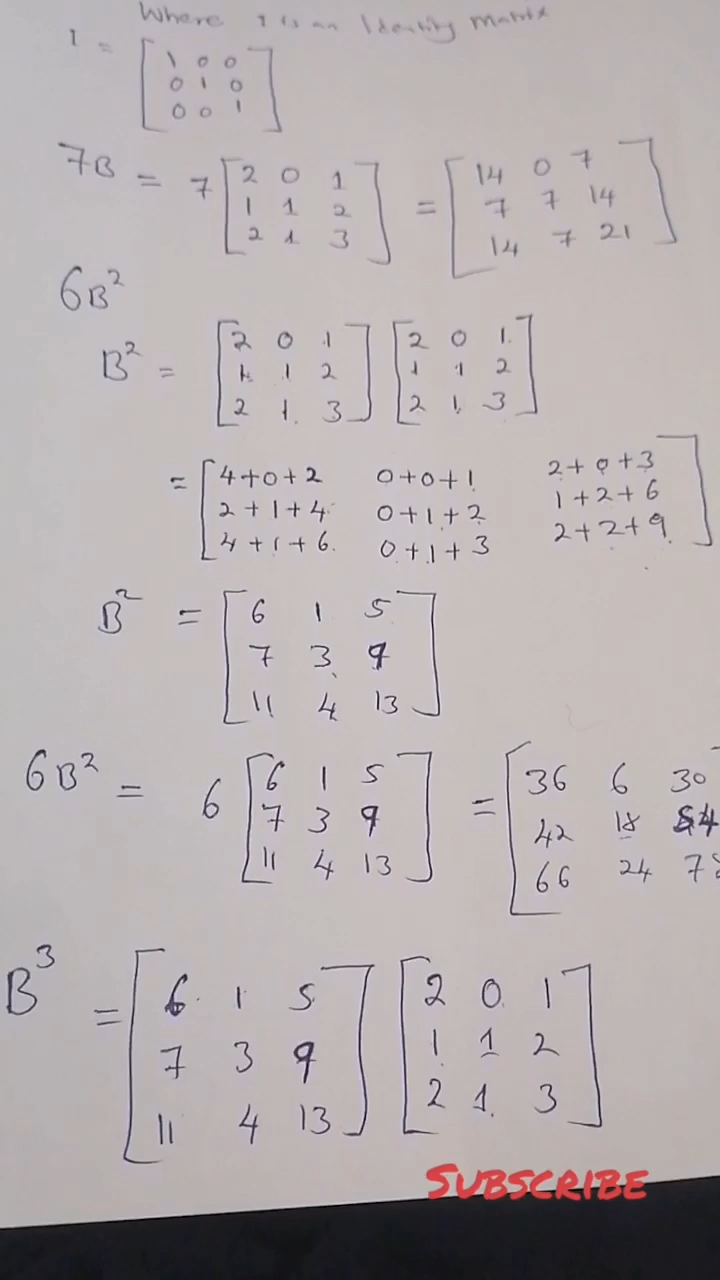 Where I is an Identity Matrix
I = [1 0 0
0 1 0
0 0 1]
7B = 7 [2 0 1
1 1 2
2 1 3] = [14 0 7
7 7 14
14 7 21]
6B²
B² = [2 0 1
1 1 2
2 1 3] [2 0 1
1 1 2
2 1 3]
= [4+0+2 0+0+1 2+0+3
2+1+4 0+1+2 1+2+6
4+1+6 0+1+3 2+2+9]
B² = [6 1 5
7 3 9
11 4 13]
6B² = 6 [6 1 5
7 3 9
11 4 13] = [36 6 30
42 18 54
66 24 78
B³ = [6 1 5
7 3 9
11 4 13] [2 0 1
1 1 2
2 1 3]
SUBSCRIBE